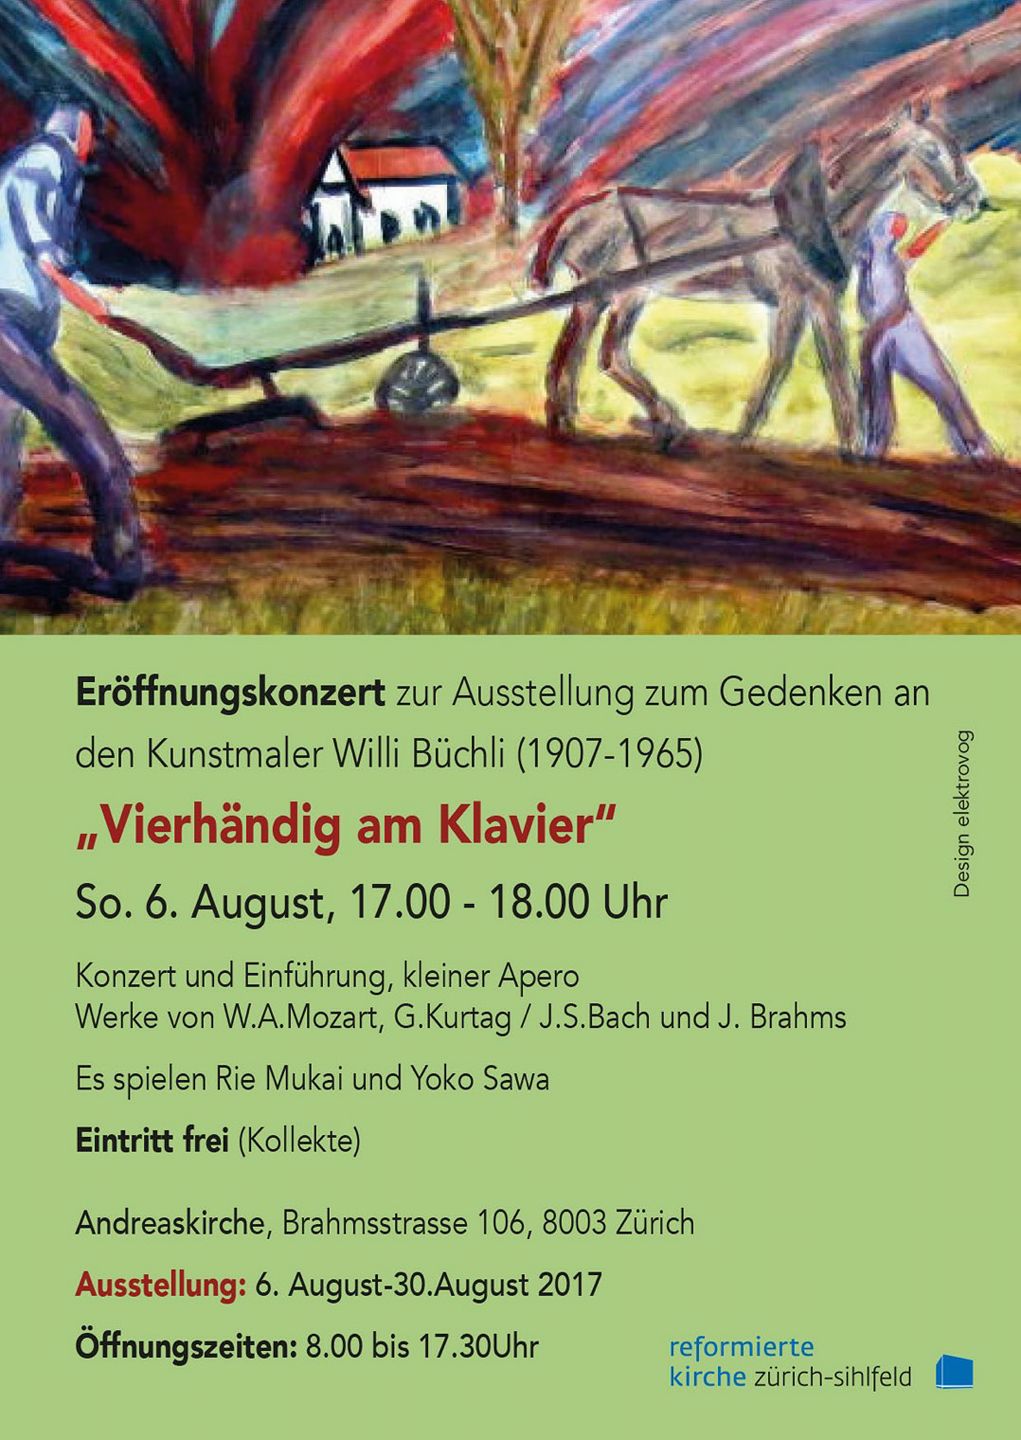 Eröffnungskonzert zur Ausstellung zum Gedenken an
den Kunstmaler Willi Büchli (1907-1965)
„Vierhändig am Klavier“
So. 6. August, 17.00 - 18.00 Uhr
Konzert und Einführung, kleiner Apero
Werke von W.A.Mozart, G.Kurtag / J.S.Bach und J. Brahms
Es spielen Rie Mukai und Yoko Sawa
Eintritt frei (Kollekte)
Andreaskirche, Brahmsstrasse 106, 8003 Zürich
Ausstellung: 6. August-30.August 2017
Öffnungszeiten: 8.00 bis 17.30Uhr
reformierte
kirche zürich-sihlfeld
Design elektrovog